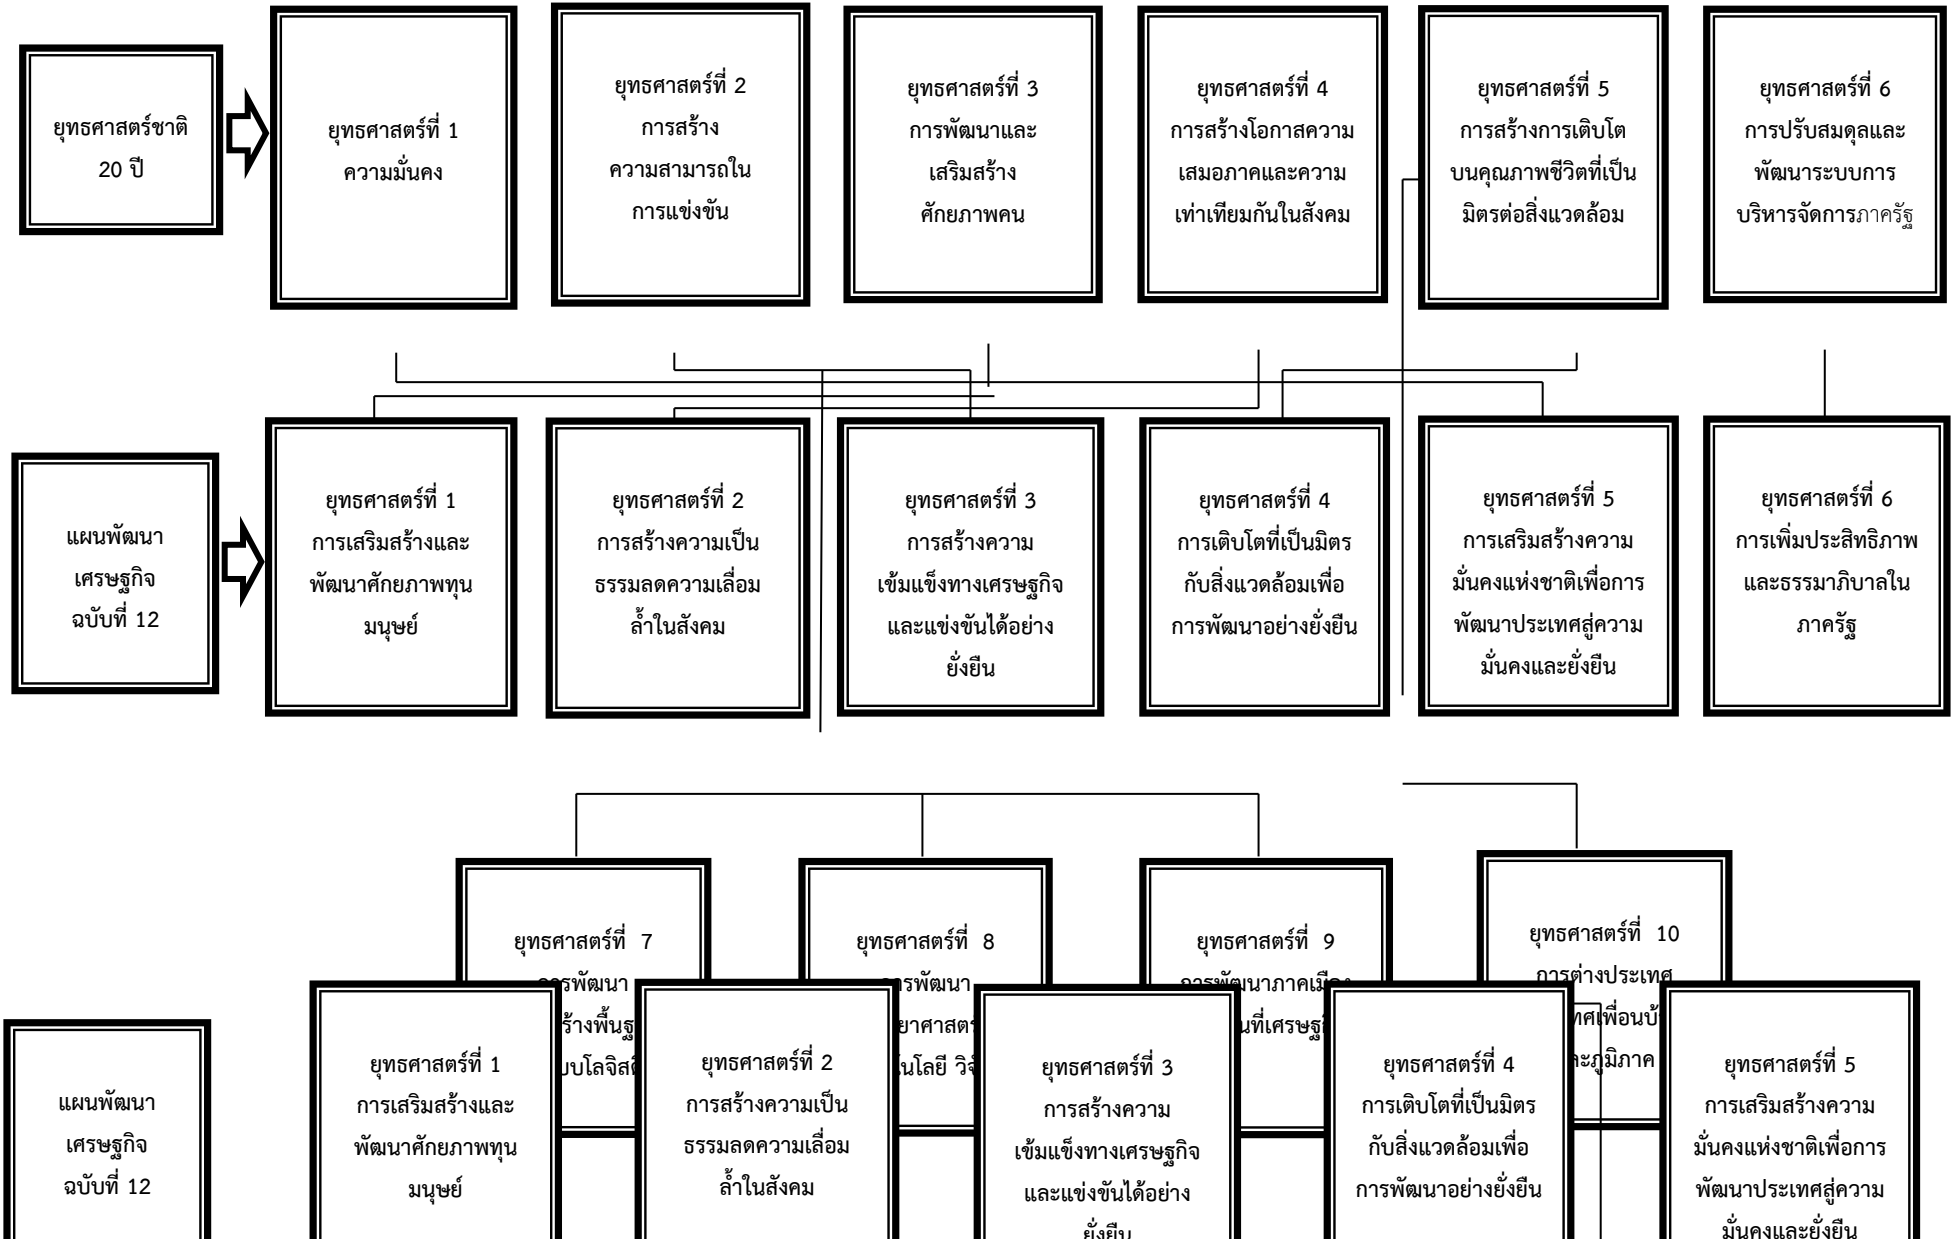 ยุทธศาสตร์ชาติ
20 ปี
ยุทธศาสตร์ที่ 1
ความมั่นคง
ยุทธศาสตร์ที่ 2
การสร้าง
ความสามารถใน
การแข่งขัน
ยุทธศาสตร์ที่ 3
การพัฒนาและ
เสริมสร้าง
ศักยภาพคน
ยุทธศาสตร์ที่ 4
การสร้างโอกาสความ
เสมอภาคและความ
เท่าเทียมกันในสังคม
ยุทธศาสตร์ที่ 5
การสร้างการเติบโต
บนคุณภาพชีวิตที่เป็น
มิตรต่อสิ่งแวดล้อม
ยุทธศาสตร์ที่ 6
การปรับสมดุลและ
พัฒนาระบบการ
บริหารจัดการภาครัฐ
แผนพัฒนา
เศรษฐกิจ
ฉบับที่ 12
ยุทธศาสตร์ที่ 1
การเสริมสร้างและ
พัฒนาศักยภาพทุน
มนุษย์
ยุทธศาสตร์ที่ 2
การสร้างความเป็น
ธรรมลดความเลื่อม
ล้ำในสังคม
ยุทธศาสตร์ที่ 3
การสร้างความ
เข้มแข็งทางเศรษฐกิจ
และแข่งขันได้อย่าง
ยั่งยืน
ยุทธศาสตร์ที่ 4
การเติบโตที่เป็นมิตร
กับสิ่งแวดล้อมเพื่อ
การพัฒนาอย่างยั่งยืน
ยุทธศาสตร์ที่ 5
การเสริมสร้างความ
มั่นคงแห่งชาติเพื่อการ
พัฒนาประเทศสู่ความ
มั่นคงและยั่งยืน
ยุทธศาสตร์ที่ 6
การเพิ่มประสิทธิภาพ
และธรรมาภิบาลใน
ภาครัฐ
ยุทธศาสตร์ที่ 7
การพัฒนา
ยุทธศาสตร์ที่ 8
การพัฒนา
ยุทธศาสตร์ที่ 9
การพัฒนาภาคเมือง
ยุทธศาสตร์ที่ 10
การต่างประเทศ
แผนพัฒนา
เศรษฐกิจ
ฉบับที่ 12
ยุทธศาสตร์ที่ 1
การเสริมสร้างและ
พัฒนาศักยภาพทุน
มนุษย์
ยุทธศาสตร์ที่ 2
การสร้างความเป็น
ธรรมลดความเลื่อม
ล้ำในสังคม
ยุทธศาสตร์ที่ 3
การสร้างความ
เข้มแข็งทางเศรษฐกิจ
และแข่งขันได้อย่าง
ยั่งยืน
ยุทธศาสตร์ที่ 4
การเติบโตที่เป็นมิตร
กับสิ่งแวดล้อมเพื่อ
การพัฒนาอย่างยั่งยืน
ยุทธศาสตร์ที่ 5
การเสริมสร้างความ
มั่นคงแห่งชาติเพื่อการ
พัฒนาประเทศสู่ความ
มั่นคงและยั่งยืน